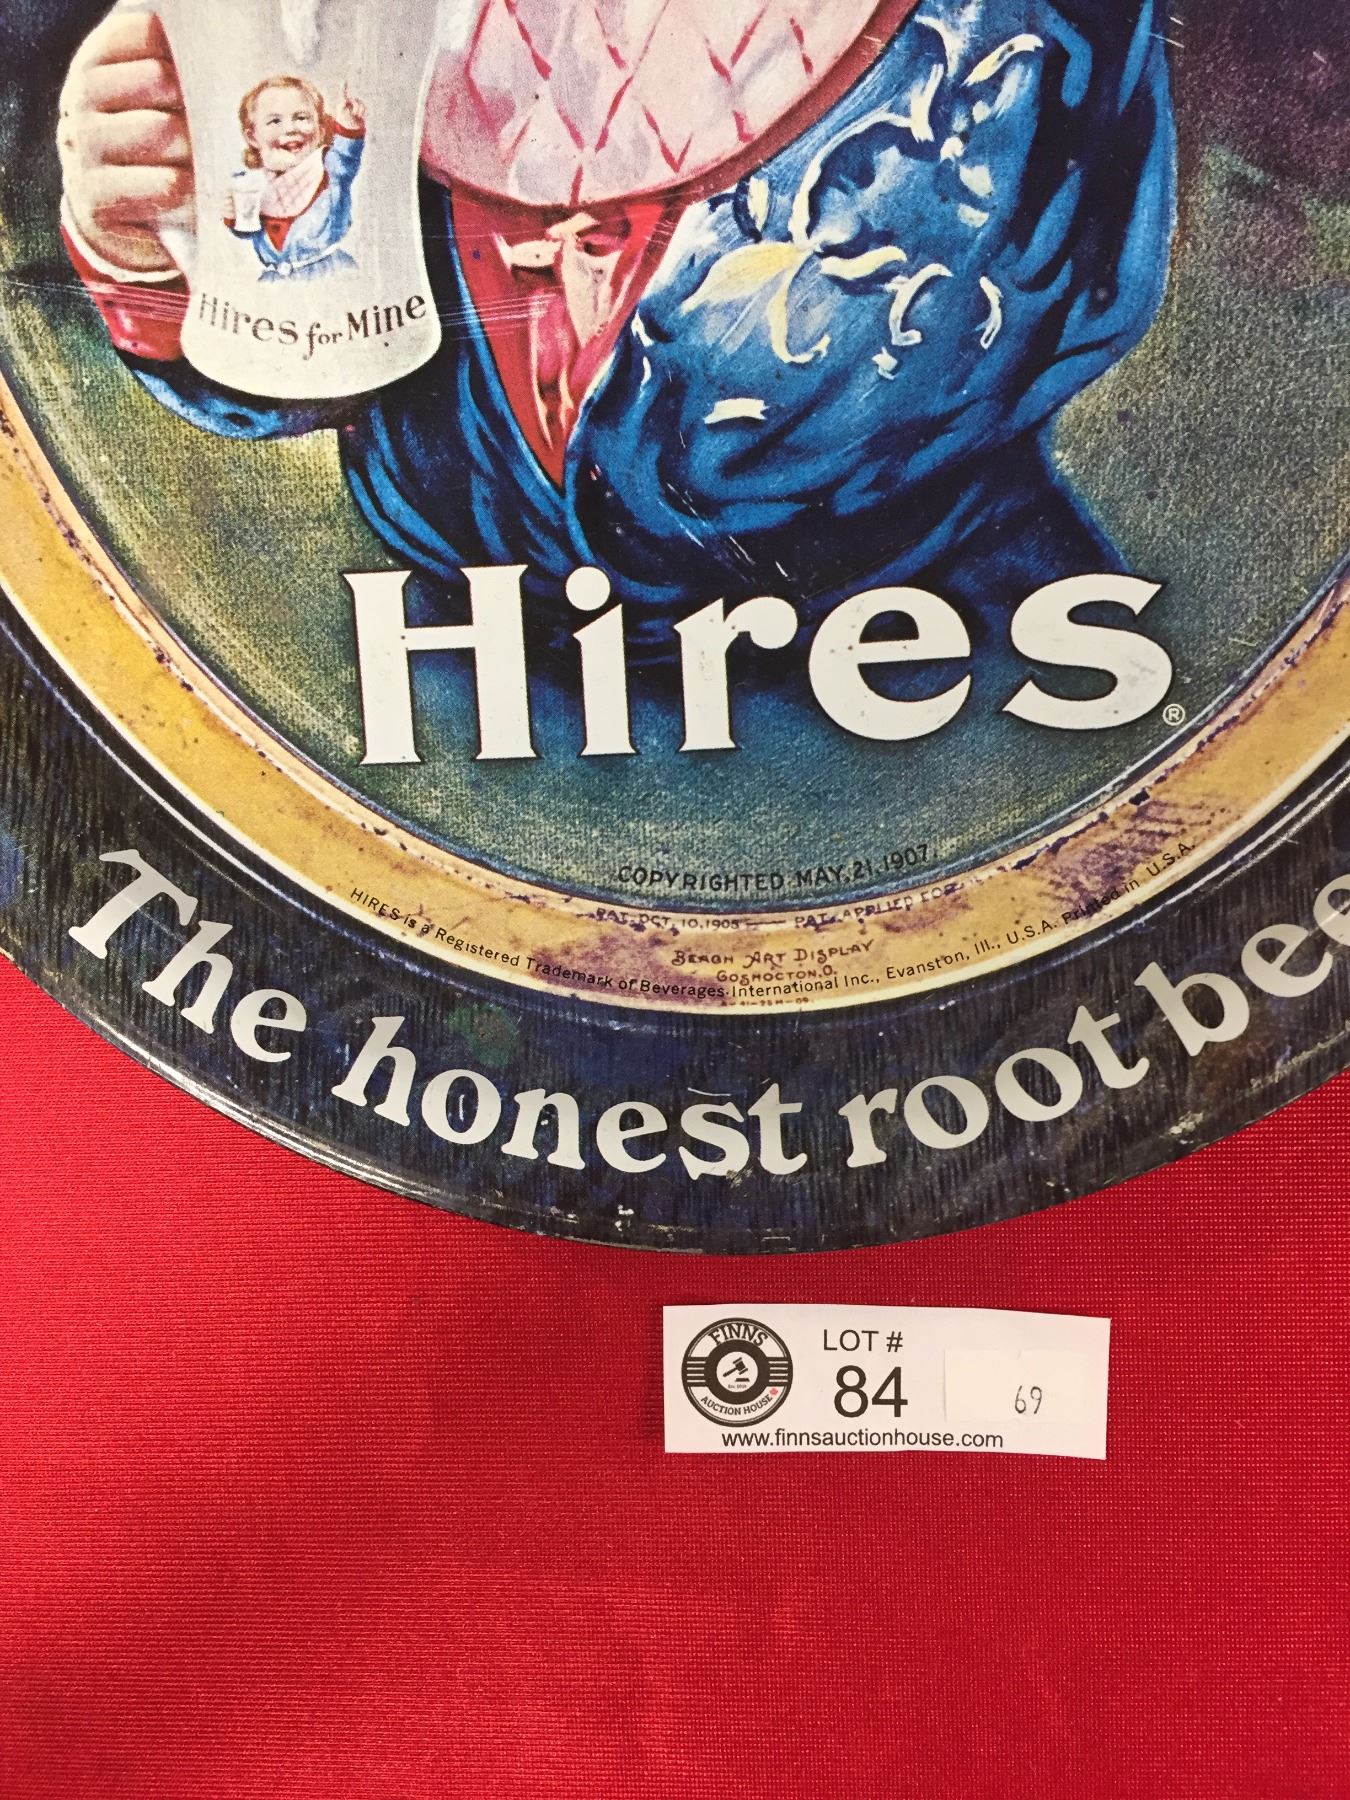 Hires for Mine
Hires®
COPYRIGHTED MAY, 21, 1907.
PAT. OCT. 10, 1905 — PAT. APPLIED FOR
BEACH ART DISPLAY
COSHOCTON, O.
HIRES is a Registered Trademark of Beverages International Inc., Evanston, Ill., U.S.A. Printed in U.S.A.
The honest root bee
FINNS
AUCTION HOUSE
LOT #
84
69
www.finnsauctionhouse.com